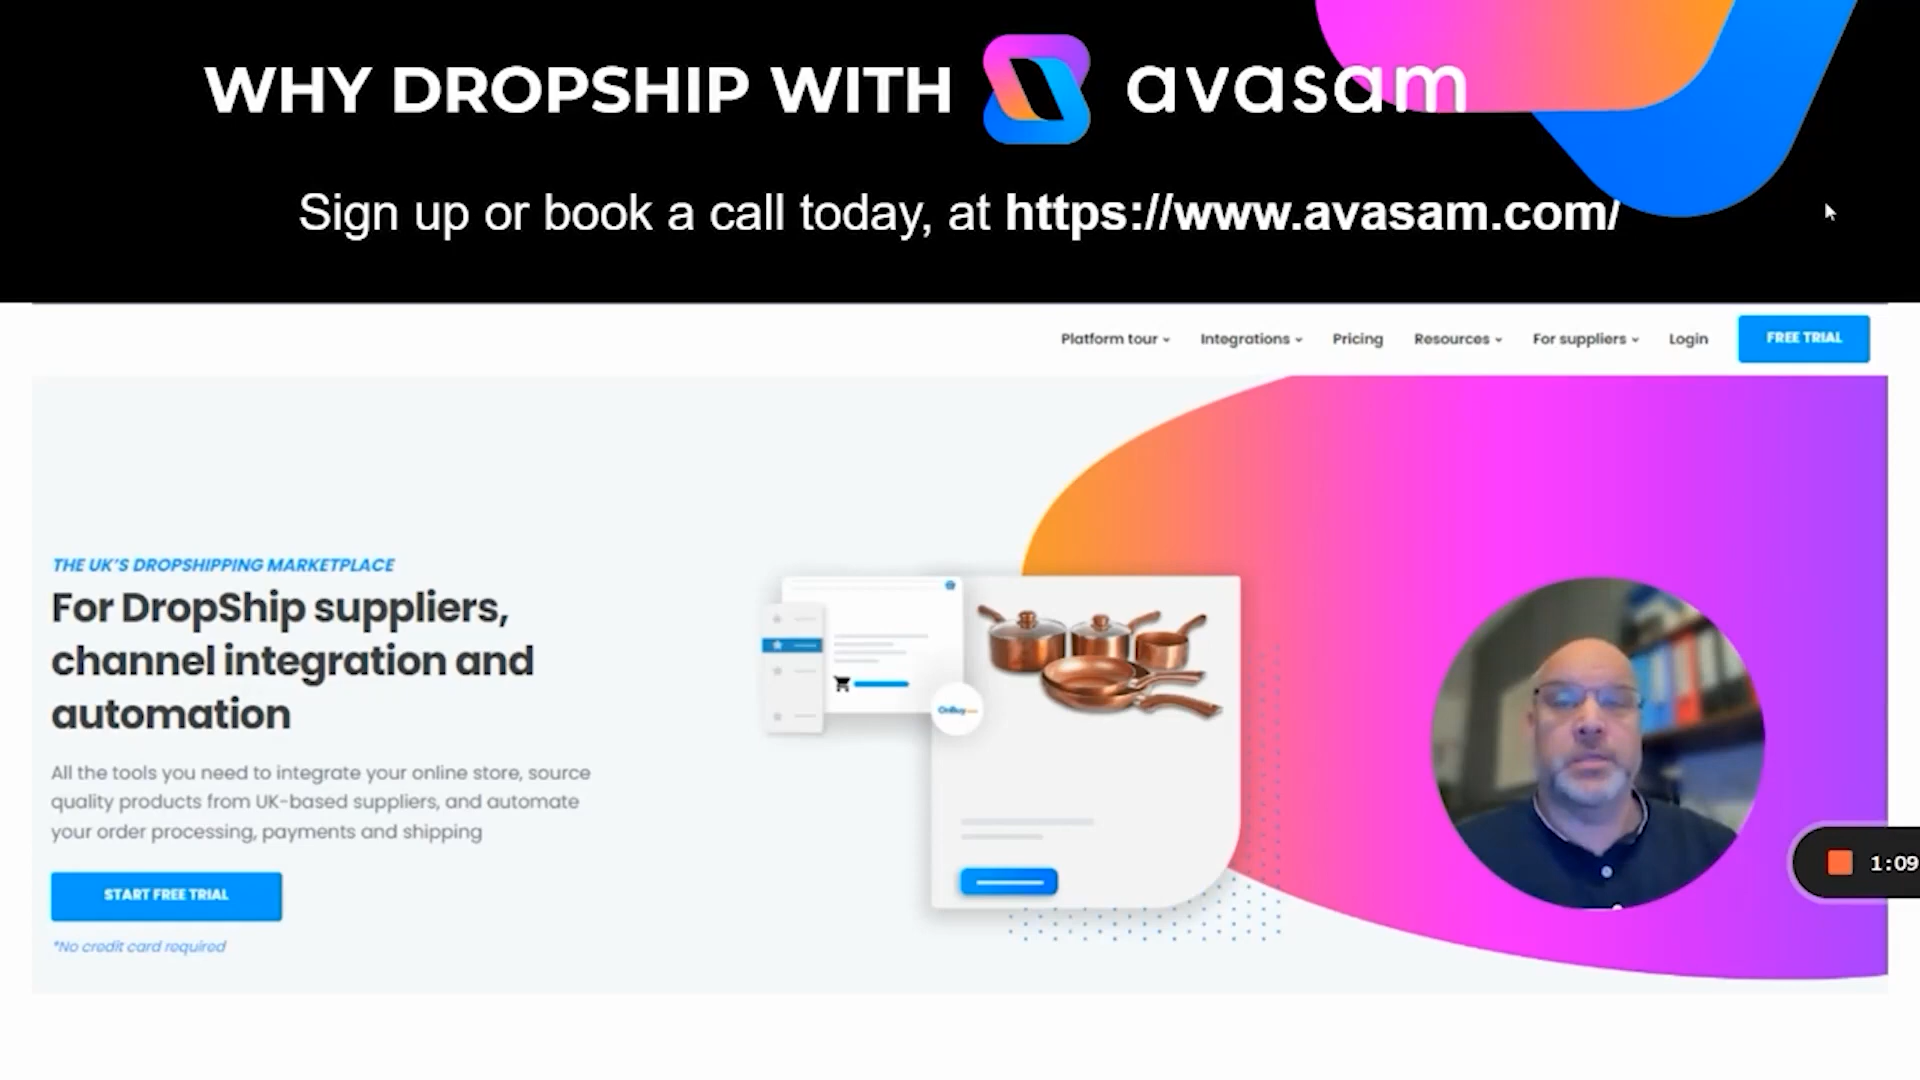 WHY DROPSHIP WITH avasam
Sign up or book a call today, at https://www.avasam.com/
Platform tour Integrations Pricing Resources For suppliers Login FREE TRIAL
THE UK'S DROPSHIPPING MARKETPLACE
For DropShip suppliers,
channel integration and
automation
All the tools you need to integrate your online store, source
quality products from UK-based suppliers, and automate
your order processing, payments and shipping
START FREE TRIAL
*No credit card required
OnBuy
1:09